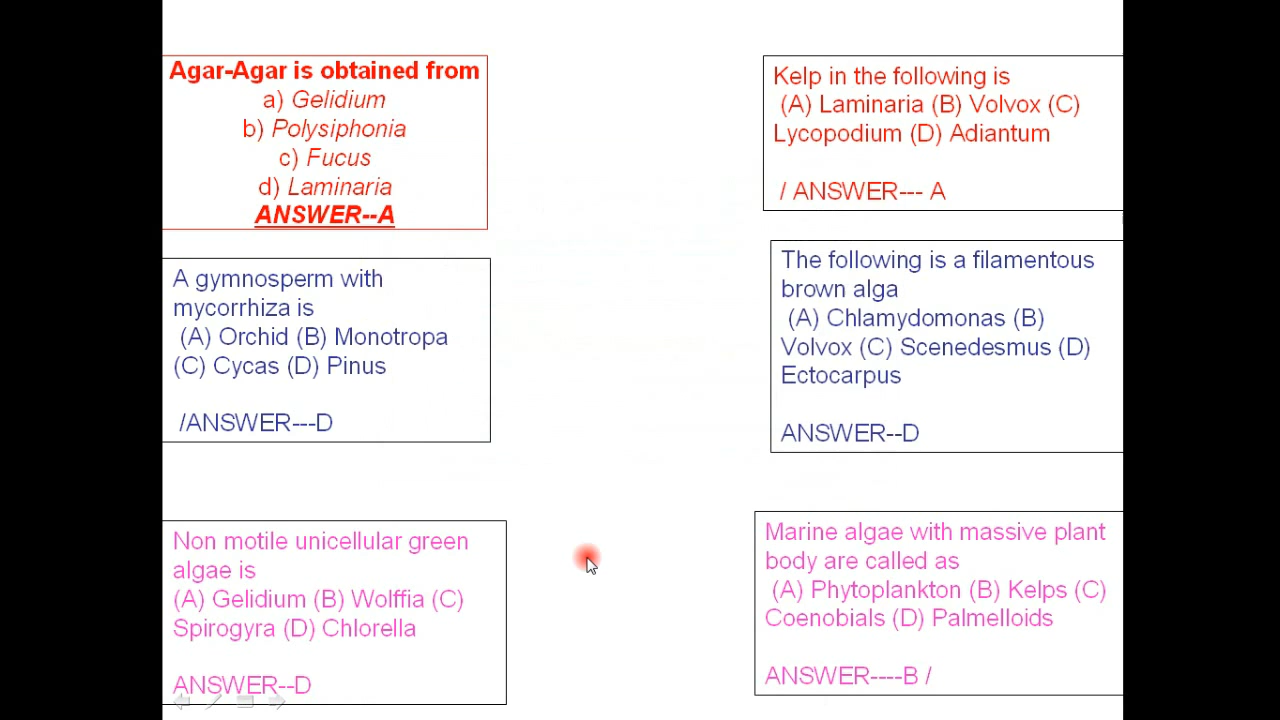 Agar-Agar is obtained from
a) Gelidium
b) Polysiphonia
c) Fucus
d) Laminaria
ANSWER--A
Kelp in the following is
(A) Laminaria (B) Volvox (C)
Lycopodium (D) Adiantum
/ ANSWER--- A
A gymnosperm with
mycorrhiza is
(A) Orchid (B) Monotropa
(C) Cycas (D) Pinus
/ANSWER---D
The following is a filamentous
brown alga
(A) Chlamydomonas (B)
Volvox (C) Scenedesmus (D)
Ectocarpus
ANSWER--D
Non motile unicellular green
algae is
(A) Gelidium (B) Wolffia (C)
Spirogyra (D) Chlorella
ANSWER--D
Marine algae with massive plant
body are called as
(A) Phytoplankton (B) Kelps (C)
Coenobials (D) Palmelloids
ANSWER----B /